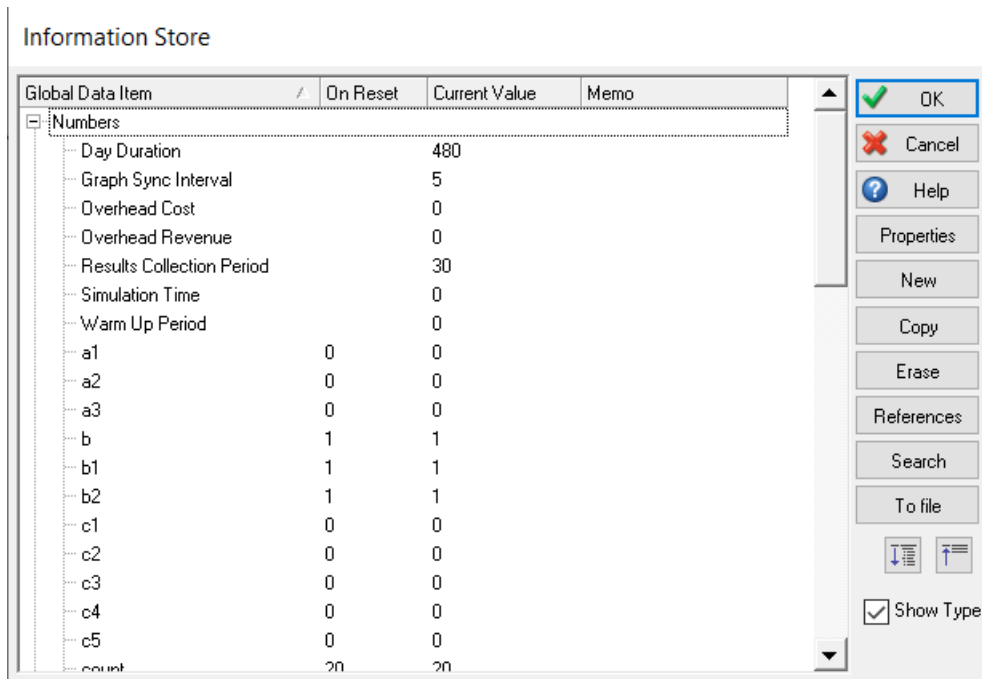 Information Store
Global Data Item On Reset Current Value Memo
Numbers
Day Duration 480
Graph Sync Interval 5
Overhead Cost 0
Overhead Revenue 0
Results Collection Period 30
Simulation Time 0
Warm Up Period 0
a1 0 0
a2 0 0
a3 0 0
b 1 1
b1 1 1
b2 1 1
c1 0 0
c2 0 0
c3 0 0
c4 0 0
c5 0 0
count 20 20
OK
Cancel
Help
Properties
New
Copy
Erase
References
Search
To file
Show Type